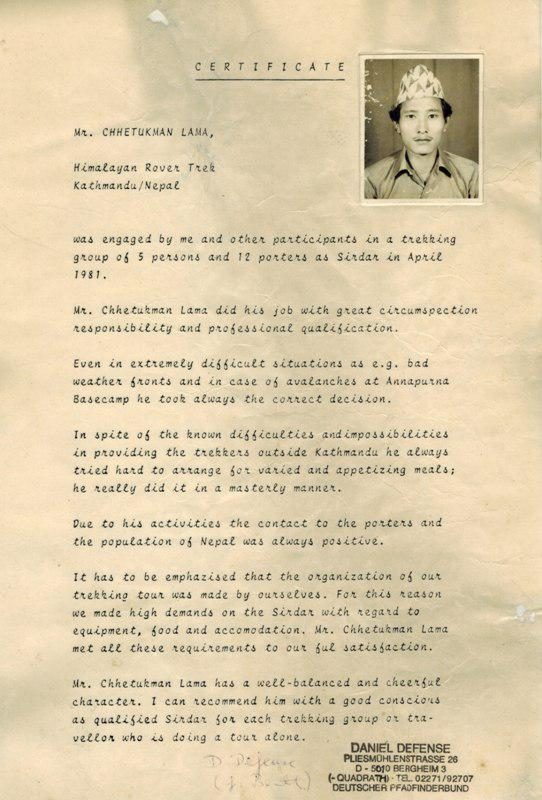 CERTIFICATE
Mr. CHHETUKMAN LAMA,
Himalayan Rover Trek
Kathmandu/Nepal
was engaged by me and other participants in a trekking
group of 5 persons and 12 porters as Sirdar in April
1981.
Mr. Chhetukman Lama did his job with great circumspection
responsibility and professional qualification.
Even in extremely difficult situations as e.g. bad
weather fronts and in case of avalanches at Annapurna
Basecamp he took always the correct decision.
In spite of the known difficulties andimpossibilities
in providing the trekkers outside Kathmandu he always
tried hard to arrange for varied and appetizing meals;
he really did it in a masterly manner.
Due to his activities the contact to the porters and
the population of Nepal was always positive.
It has to be emphazised that the organization of our
trekking tour was made by ourselves. For this reason
we made high demands on the Sirdar with regard to
equipment, food and accomodation. Mr. Chhetukman Lama
met all these requirements to our ful satisfaction.
Mr. Chhetukman Lama has a well-balanced and cheerful
character. I can recommend him with a good conscious
as qualified Sirdar for each trekking group or tra-
vellor who is doing a tour alone.
D. Defense
DANIEL DEFENSE
PLIESMÜHLENSTRASSE 26
D - 5010 BERGHEIM 3
(- QUADRATH) · TEL. 02271/92707
DEUTSCHER PFADFINDERBUND